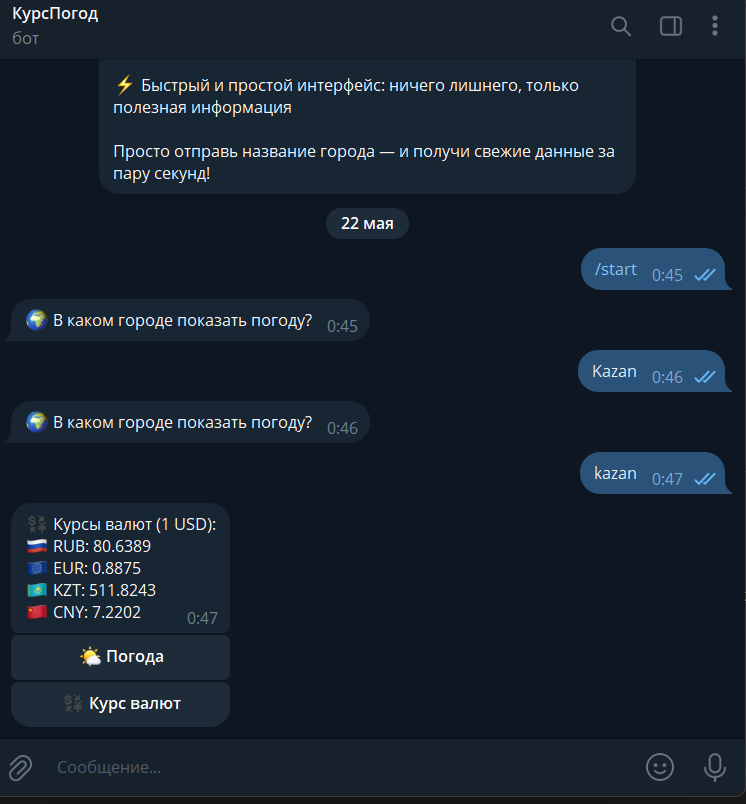 КурсПогод
бот
⚡ Быстрый и простой интерфейс: ничего лишнего, только
полезная информация
Просто отправь название города — и получи свежие данные за
пару секунд!
22 мая
/start 0:45
🌍 В каком городе показать погоду? 0:45
Kazan 0:46
🌍 В каком городе показать погоду? 0:46
kazan 0:47
💱 Курсы валют (1 USD):
🇷🇺 RUB: 80.6389
🇪🇺 EUR: 0.8875
🇰🇿 KZT: 511.8243
🇨🇳 CNY: 7.2202 0:47
🌤 Погода
💱 Курс валют
Сообщение...